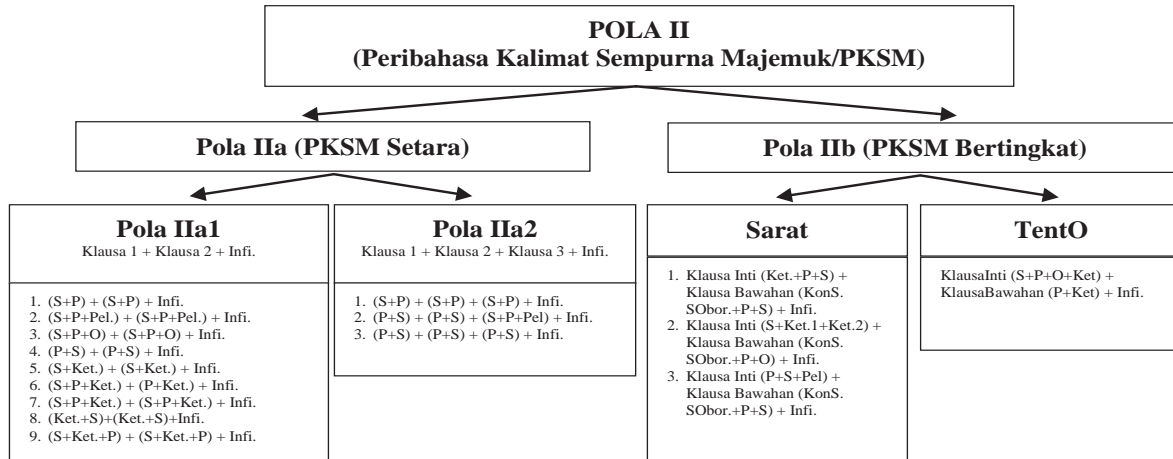 POLA II
(Peribahasa Kalimat Sempurna Majemuk/PKSM)
Pola IIa (PKSM Setara)
Pola IIb (PKSM Bertingkat)
Pola IIa1
Klausa 1 + Klausa 2 + Infi.
1. (S+P) + (S+P) + Infi.
2. (S+P+Pel.) + (S+P+Pel.) + Infi.
3. (S+P+O) + (S+P+O) + Infi.
4. (P+S) + (P+S) + Infi.
5. (S+Ket.) + (S+Ket.) + Infi.
6. (S+P+Ket.) + (P+Ket.) + Infi.
7. (S+P+Ket.) + (S+P+Ket.) + Infi.
8. (Ket.+S)+(Ket.+S)+Infi.
9. (S+Ket.+P) + (S+Ket.+P) + Infi.
Pola IIa2
Klausa 1 + Klausa 2 + Klausa 3 + Infi.
1. (S+P) + (S+P) + (S+P) + Infi.
2. (P+S) + (P+S) + (S+P+Pel) + Infi.
3. (P+S) + (P+S) + (P+S) + Infi.
Sarat
1. Klausa Inti (Ket.+P+S) +
Klausa Bawahan (KonS.
SObor.+P+S) + Infi.
2. Klausa Inti (S+Ket.1+Ket.2) +
Klausa Bawahan (KonS.
SObor.+P+O) + Infi.
3. Klausa Inti (P+S+Pel) +
Klausa Bawahan (KonS.
SObor.+P+S) + Infi.
TentO
KlausaInti (S+P+O+Ket) +
KlausaBawahan (P+Ket) + Infi.